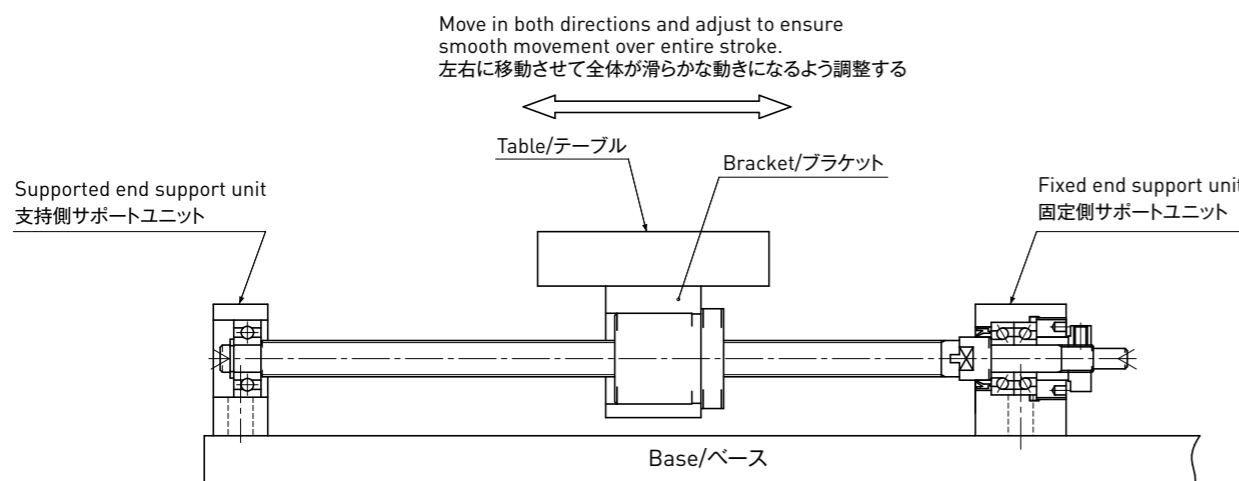 Move in both directions and adjust to ensure
smooth movement over entire stroke.
左右に移動させて全体が滑らかな動きになるよう調整する
Table/テーブル
Bracket/ブラケット
Supported end support unit
支持側サポートユニット
Fixed end support unit
固定側サポートユニット
Base/ベース